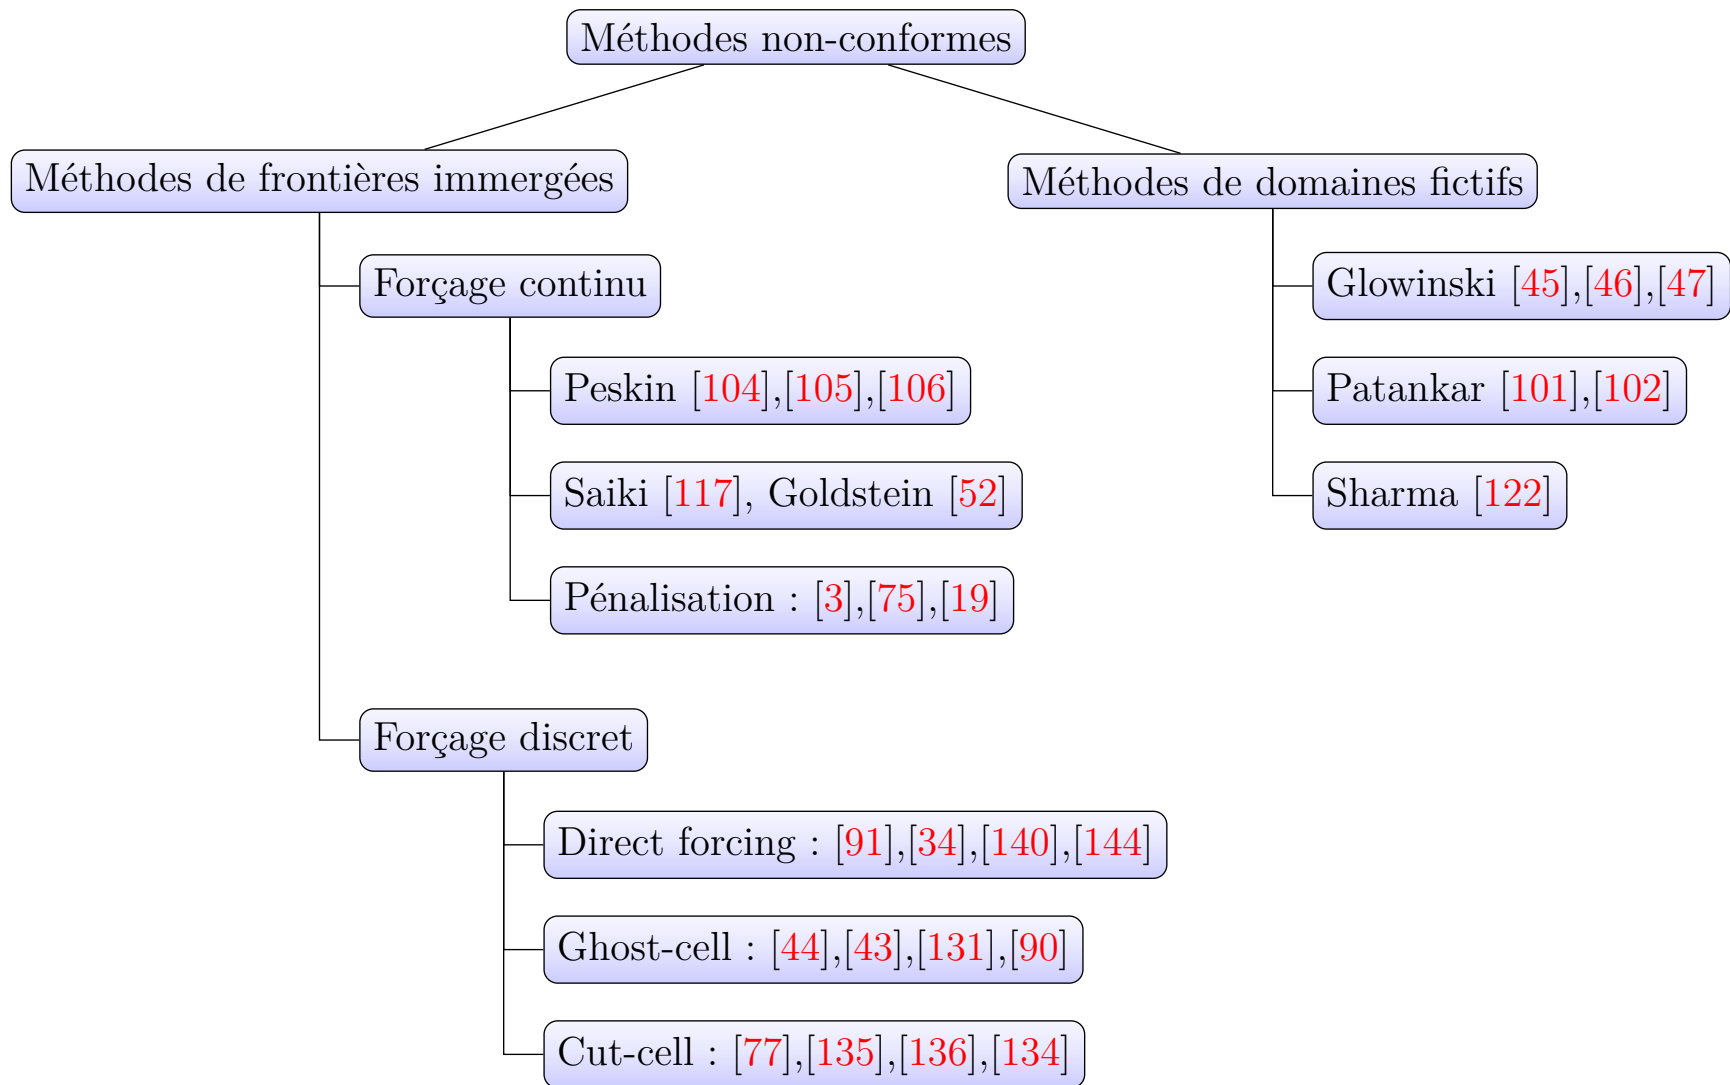 Méthodes non-conformes
Méthodes de frontières immergées
Méthodes de domaines fictifs
Forçage continu
Peskin [104],[105],[106]
Saiki [117], Goldstein [52]
Pénalisation : [3],[75],[19]
Forçage discret
Direct forcing : [91],[34],[140],[144]
Ghost-cell : [44],[43],[131],[90]
Cut-cell : [77],[135],[136],[134]
Glowinski [45],[46],[47]
Patankar [101],[102]
Sharma [122]